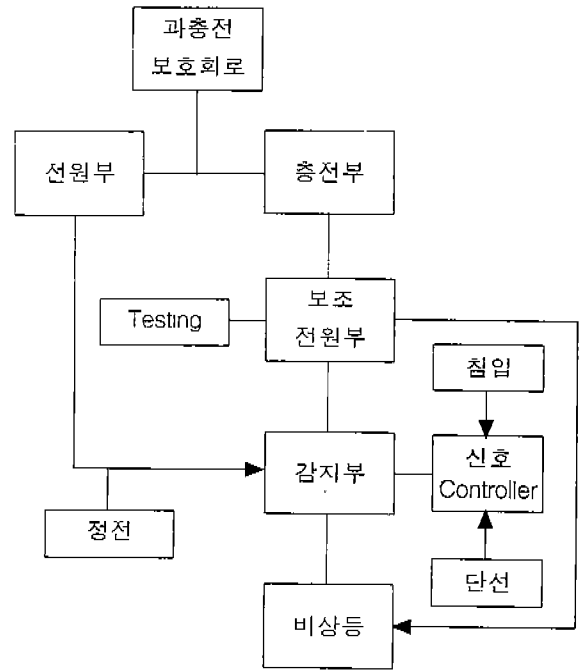 과충전
보호회로
전원부
충전부
Testing
보조
전원부
침입
감지부
신호
Controller
정전
단선
비상등